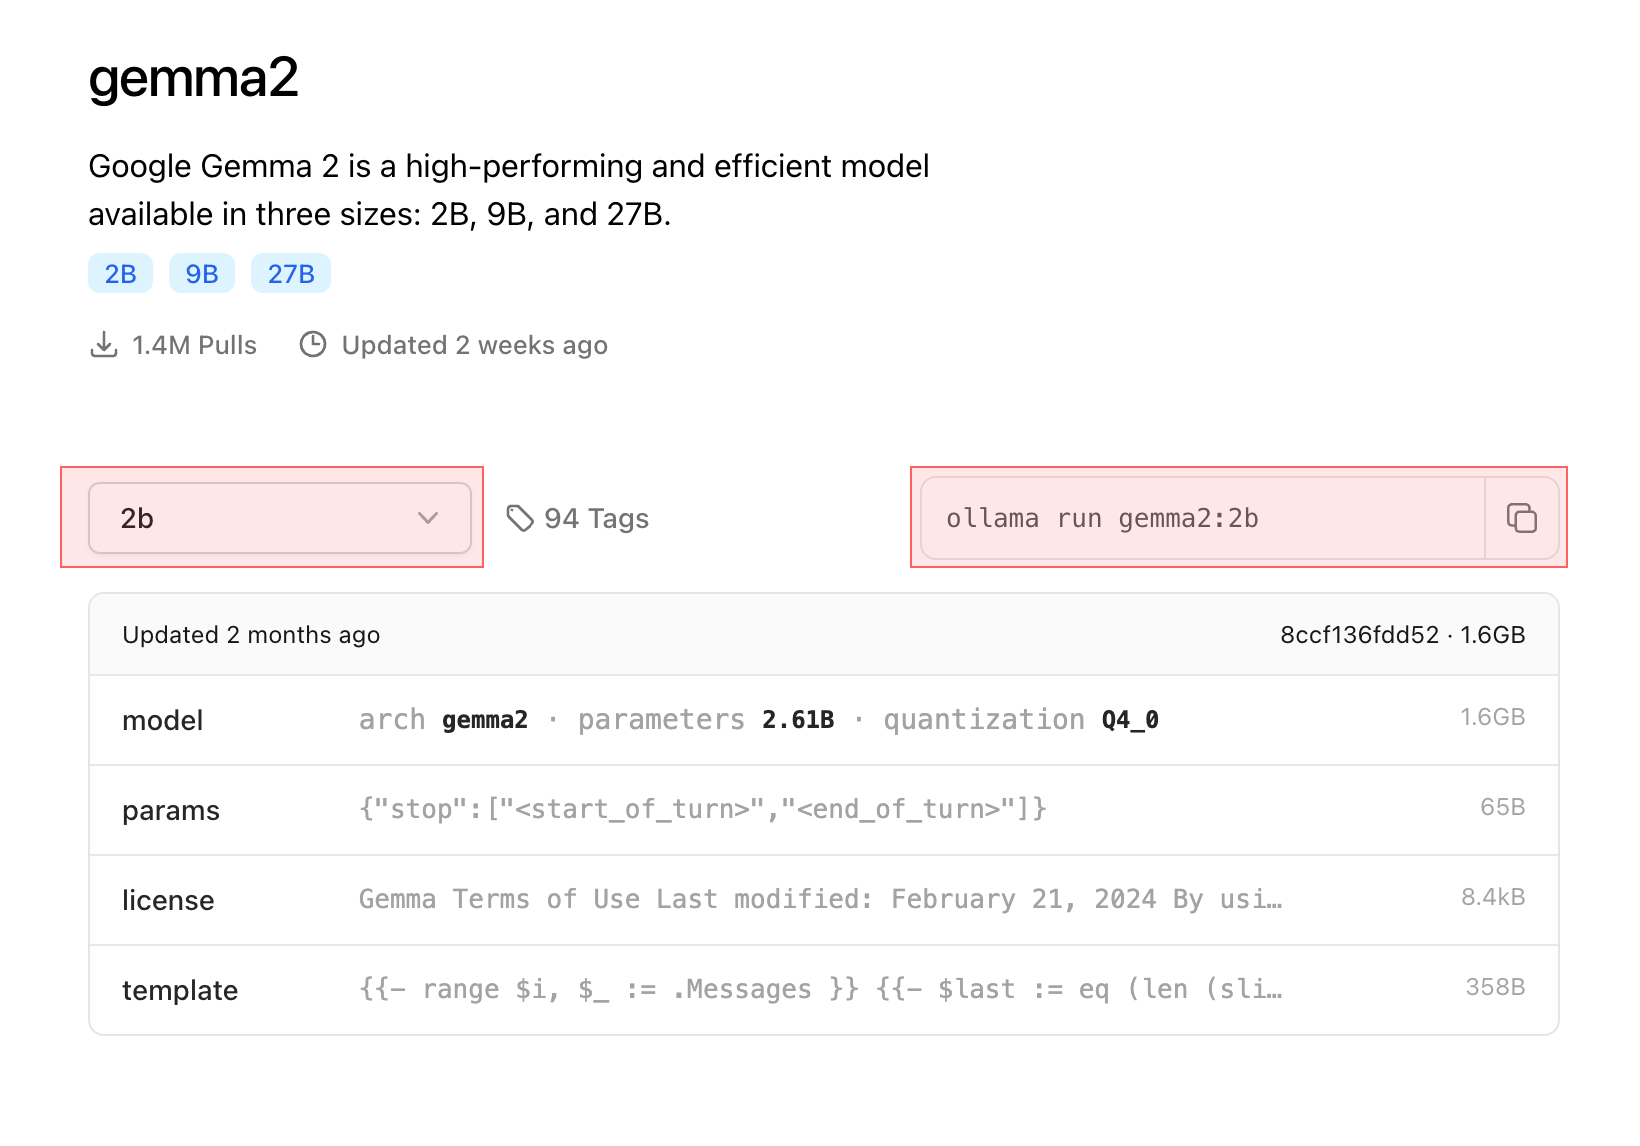 gemma2
Google Gemma 2 is a high-performing and efficient model
available in three sizes: 2B, 9B, and 27B.
2B 9B 27B
1.4M Pulls Updated 2 weeks ago
2b 94 Tags ollama run gemma2:2b
Updated 2 months ago 8ccf136fdd52 · 1.6GB
model arch gemma2 · parameters 2.61B · quantization Q4_0 1.6GB
params {"stop":["<start_of_turn>","<end_of_turn>"]} 65B
license Gemma Terms of Use Last modified: February 21, 2024 By usi… 8.4kB
template {{- range $i, $_ := .Messages }} {{- $last := eq (len (sli… 358B